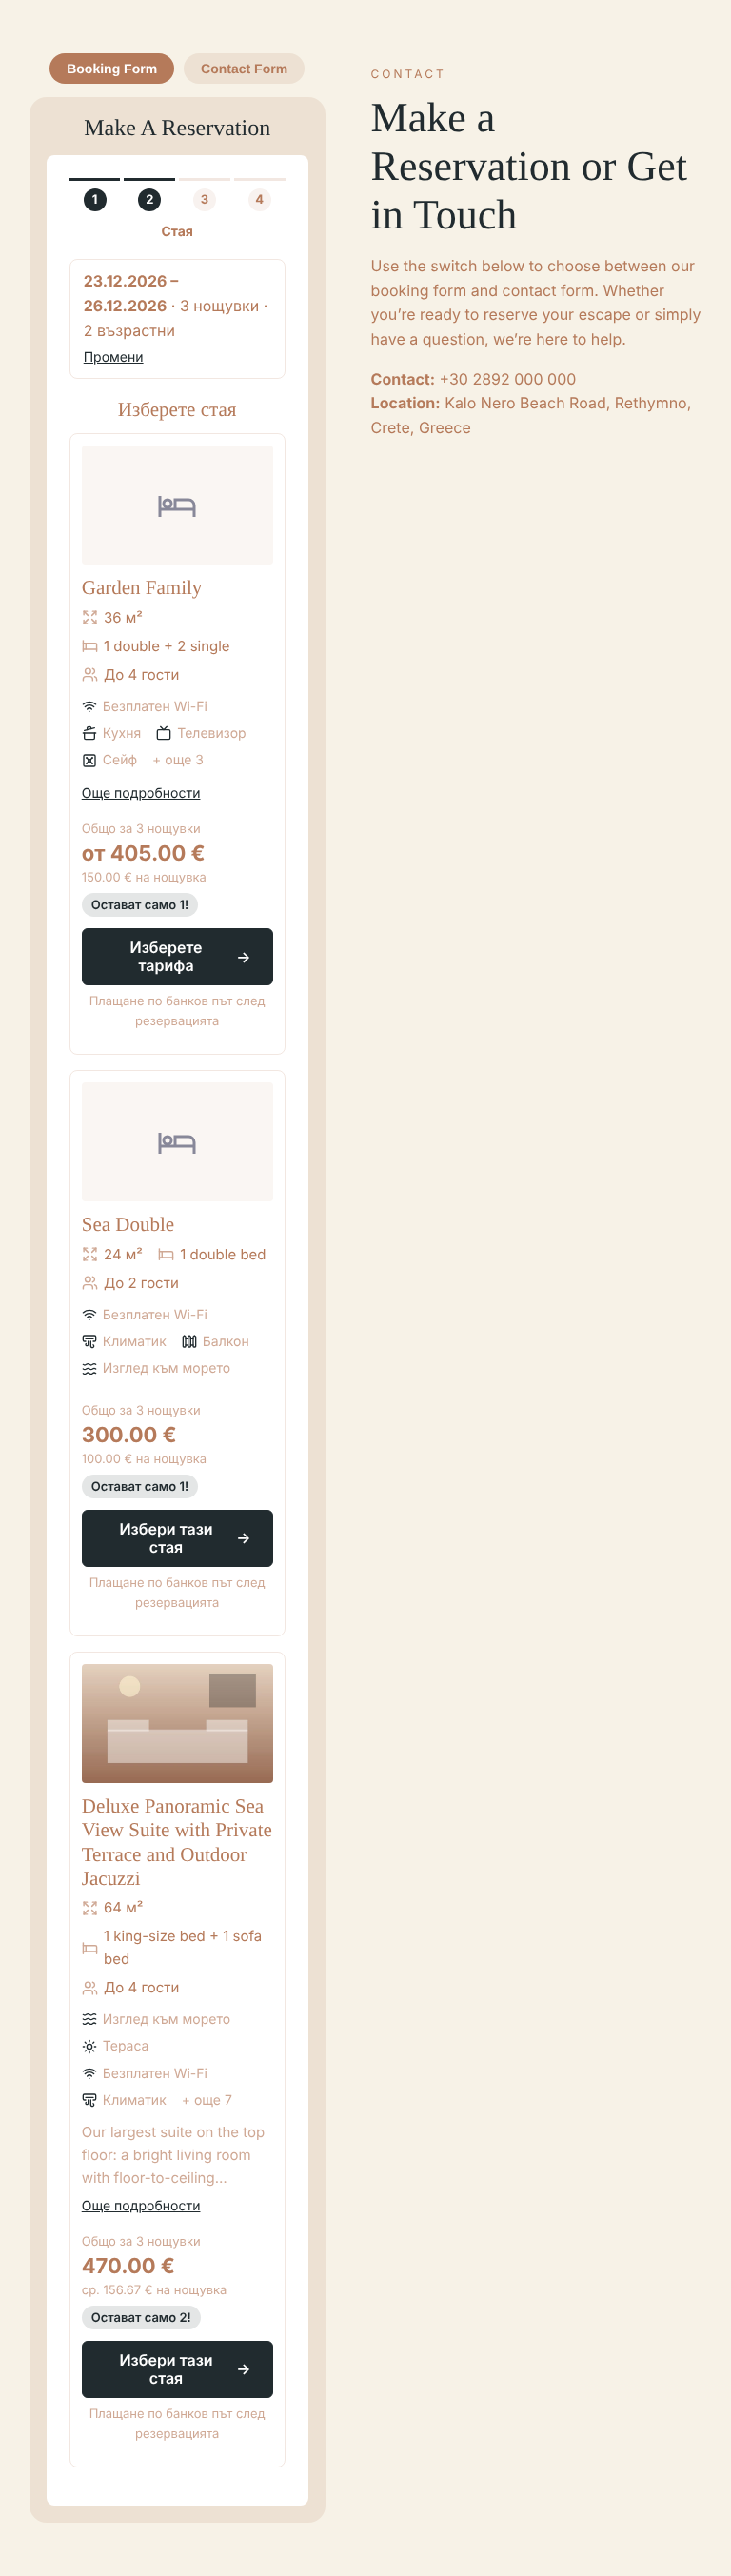 Booking Form
Contact Form
Make A Reservation
1
2
3
4
Стая
23.12.2026 –
26.12.2026 · 3 нощувки ·
2 възрастни
Промени
Изберете стая
Garden Family
36 м²
1 double + 2 single
До 4 гости
Безплатен Wi-Fi
Кухня
Телевизор
Сейф
+ още 3
Още подробности
Общо за 3 нощувки
от 405.00 €
150.00 € на нощувка
Остават само 1!
Изберете
тарифа
→
Плащане по банков път след
резервацията
Sea Double
24 м²
1 double bed
До 2 гости
Безплатен Wi-Fi
Климатик
Балкон
Изглед към морето
Общо за 3 нощувки
300.00 €
100.00 € на нощувка
Остават само 1!
Избери тази
стая
→
Плащане по банков път след
резервацията
Deluxe Panoramic Sea
View Suite with Private
Terrace and Outdoor
Jacuzzi
64 м²
1 king-size bed + 1 sofa
bed
До 4 гости
Изглед към морето
Тераса
Безплатен Wi-Fi
Климатик
+ още 7
Our largest suite on the top
floor: a bright living room
with floor-to-ceiling...
Още подробности
Общо за 3 нощувки
470.00 €
ср. 156.67 € на нощувка
Остават само 2!
Избери тази
стая
→
Плащане по банков път след
резервацията
CONTACT
Make a
Reservation or Get
in Touch
Use the switch below to choose between our
booking form and contact form. Whether
you’re ready to reserve your escape or simply
have a question, we’re here to help.
Contact: +30 2892 000 000
Location: Kalo Nero Beach Road, Rethymno,
Crete, Greece